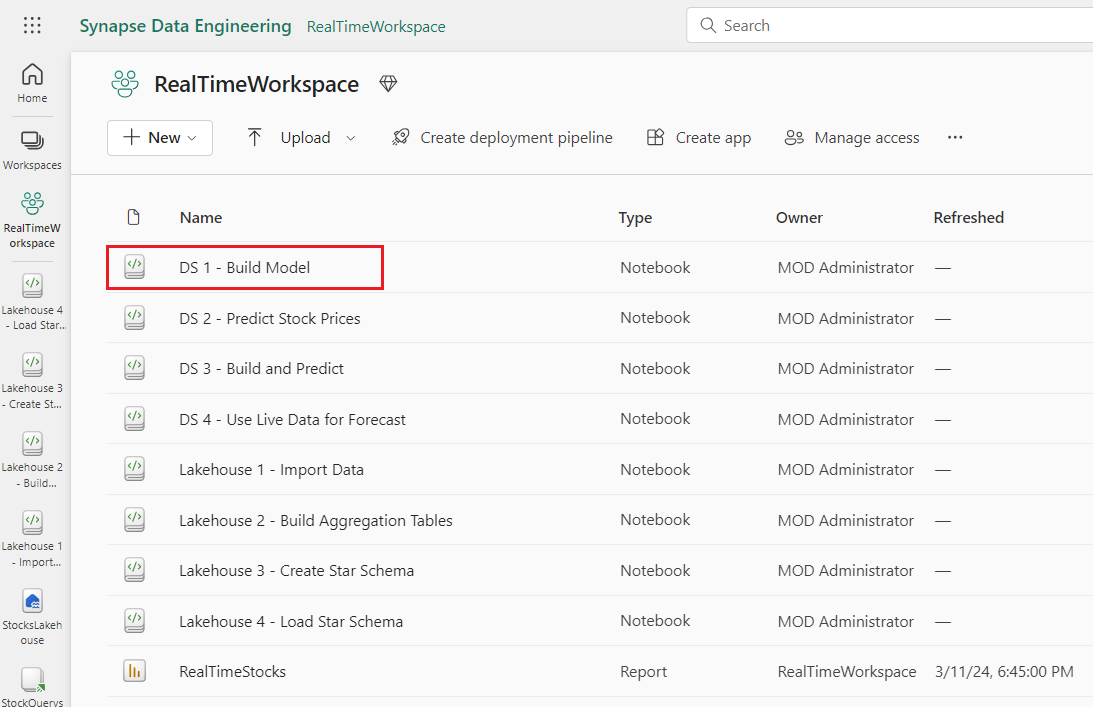 Synapse Data Engineering RealTimeWorkspace
Search
Home
Workspaces
RealTimeW
orkspace
Lakehouse 4
- Load Star...
Lakehouse 3
- Create St...
Lakehouse 2
- Build...
Lakehouse 1
- Import...
StocksLakeh
ouse
StockQuerys
RealTimeWorkspace
New Upload Create deployment pipeline Create app Manage access ...
Name Type Owner Refreshed
DS 1 - Build Model Notebook MOD Administrator —
DS 2 - Predict Stock Prices Notebook MOD Administrator —
DS 3 - Build and Predict Notebook MOD Administrator —
DS 4 - Use Live Data for Forecast Notebook MOD Administrator —
Lakehouse 1 - Import Data Notebook MOD Administrator —
Lakehouse 2 - Build Aggregation Tables Notebook MOD Administrator —
Lakehouse 3 - Create Star Schema Notebook MOD Administrator —
Lakehouse 4 - Load Star Schema Notebook MOD Administrator —
RealTimeStocks Report RealTimeWorkspace 3/11/24, 6:45:00 PM